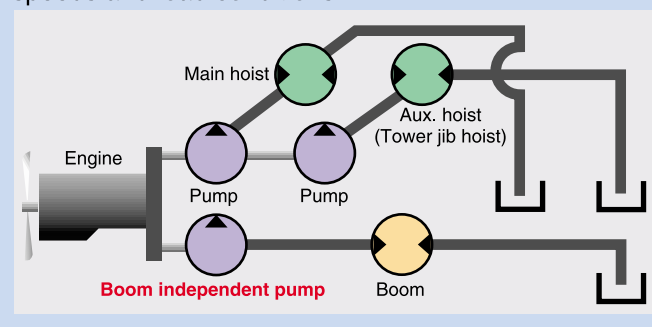 Main hoist
Aux. hoist
(Tower jib hoist)
Engine
Pump
Pump
Boom independent pump
Boom